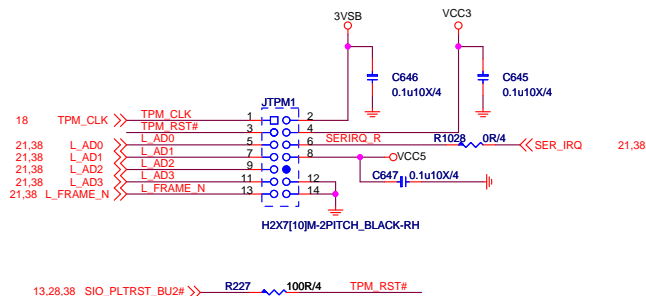 3VSB VCC3
C646 C645
0.1u10X/4 0.1u10X/4
JTPM1
18 TPM_CLK TPM_CLK 1 2
TPM_RST# 3 4
21,38 L_AD0 L_AD0 5 6 SERIRQ_R R1028 0R/4 SER_IRQ 21,38
21,38 L_AD1 L_AD1 7 8 VCC5
21,38 L_AD2 L_AD2 9
21,38 L_AD3 L_AD3 11 12 C647 0.1u10X/4
21,38 L_FRAME_N L_FRAME_N 13 14
H2X7[10]M-2PITCH_BLACK-RH
13,28,38 SIO_PLTRST_BU2# R227 100R/4 TPM_RST#